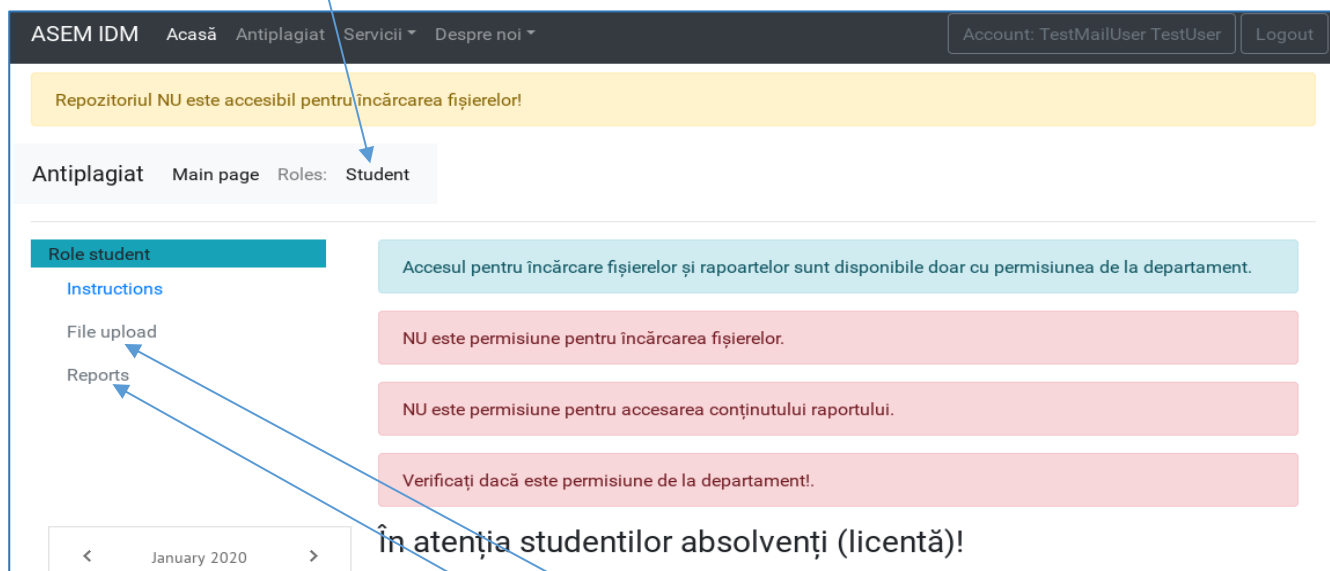 ASEM IDM Acasă Antiplagiat Servicii Despre noi Account: TestMailUser TestUser Logout
Repozitoriul NU este accesibil pentru încărcarea fișierelor!
Antiplagiat Main page Roles: Student
Role student
Instructions
File upload
Reports
Accesul pentru încărcare fișierelor și rapoartelor sunt disponibile doar cu permisiunea de la departament.
NU este permisiune pentru încărcarea fișierelor.
NU este permisiune pentru accesarea conținutului raportului.
Verificați dacă este permisiune de la departament!.
< January 2020 >
În atenția studentilor absolvenți (licentă)!